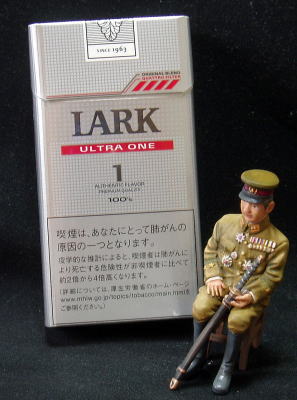 SINCE 1963
ORIGINAL BLEND
QUATTRO FILTER
LARK
ULTRA ONE
1
AUTHENTIC FLAVOR
PREMIUM QUALITY
100's
喫煙は、あなたにとって肺がんの
原因の一つとなります。
疫学的な推計によると、喫煙者は肺がんに
より死亡する危険性が非喫煙者に比べて
約2倍から4倍高くなります。
(詳細については、厚生労働省のホーム・ページ
www.mhlw.go.jp/topics/tobacco/main.htmlを
ご参照ください。)